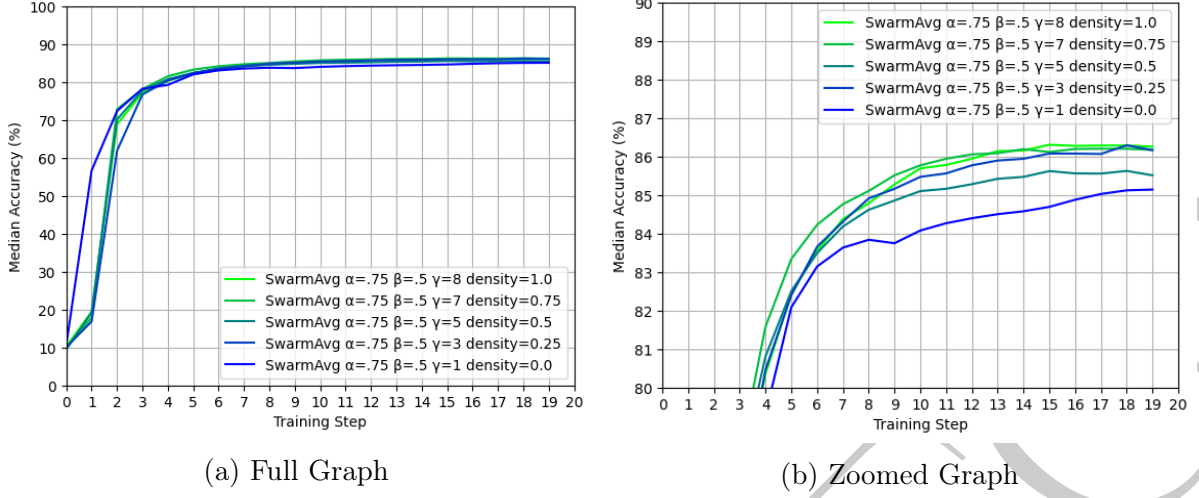 100
90
80
70
60
50
40
30
20
10
0
Median Accuracy (%)
SwarmAvg α=.75 β=.5 γ=8 density=1.0
SwarmAvg α=.75 β=.5 γ=7 density=0.75
SwarmAvg α=.75 β=.5 γ=5 density=0.5
SwarmAvg α=.75 β=.5 γ=3 density=0.25
SwarmAvg α=.75 β=.5 γ=1 density=0.0
0 1 2 3 4 5 6 7 8 9 10 11 12 13 14 15 16 17 18 19 20
Training Step
(a) Full Graph
90
89
88
87
86
85
84
83
82
81
80
Median Accuracy (%)
SwarmAvg α=.75 β=.5 γ=8 density=1.0
SwarmAvg α=.75 β=.5 γ=7 density=0.75
SwarmAvg α=.75 β=.5 γ=5 density=0.5
SwarmAvg α=.75 β=.5 γ=3 density=0.25
SwarmAvg α=.75 β=.5 γ=1 density=0.0
0 1 2 3 4 5 6 7 8 9 10 11 12 13 14 15 16 17 18 19 20
Training Step
(b) Zoomed Graph